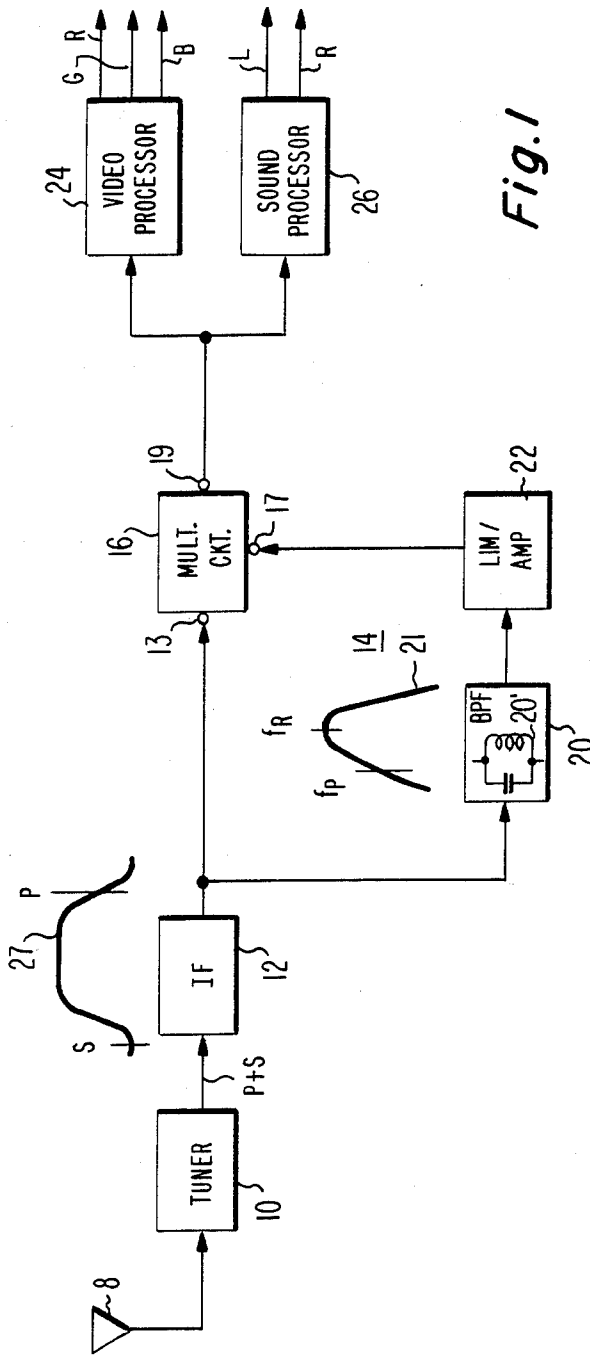 8
TUNER
10
P+S
S
27
P
IF
12
13
16
MULT.
CKT.
19
17
fP
fR
14
21
BPF
20'
20
LIM/
AMP
22
24
VIDEO
PROCESSOR
R
G
B
SOUND
PROCESSOR
26
L
R
Fig.1